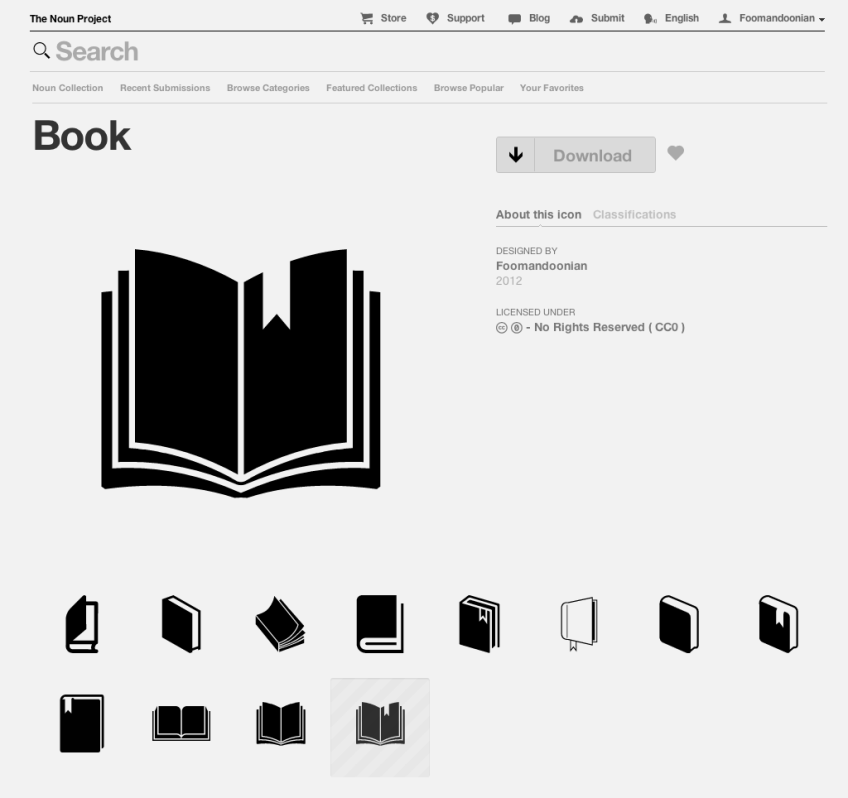 The Noun Project
Store Support Blog Submit English Foomandoonian
Search
Noun Collection Recent Submissions Browse Categories Featured Collections Browse Popular Your Favorites
Book
Download
About this icon Classifications
DESIGNED BY
Foomandoonian
2012
LICENSED UNDER
- No Rights Reserved ( CC0 )